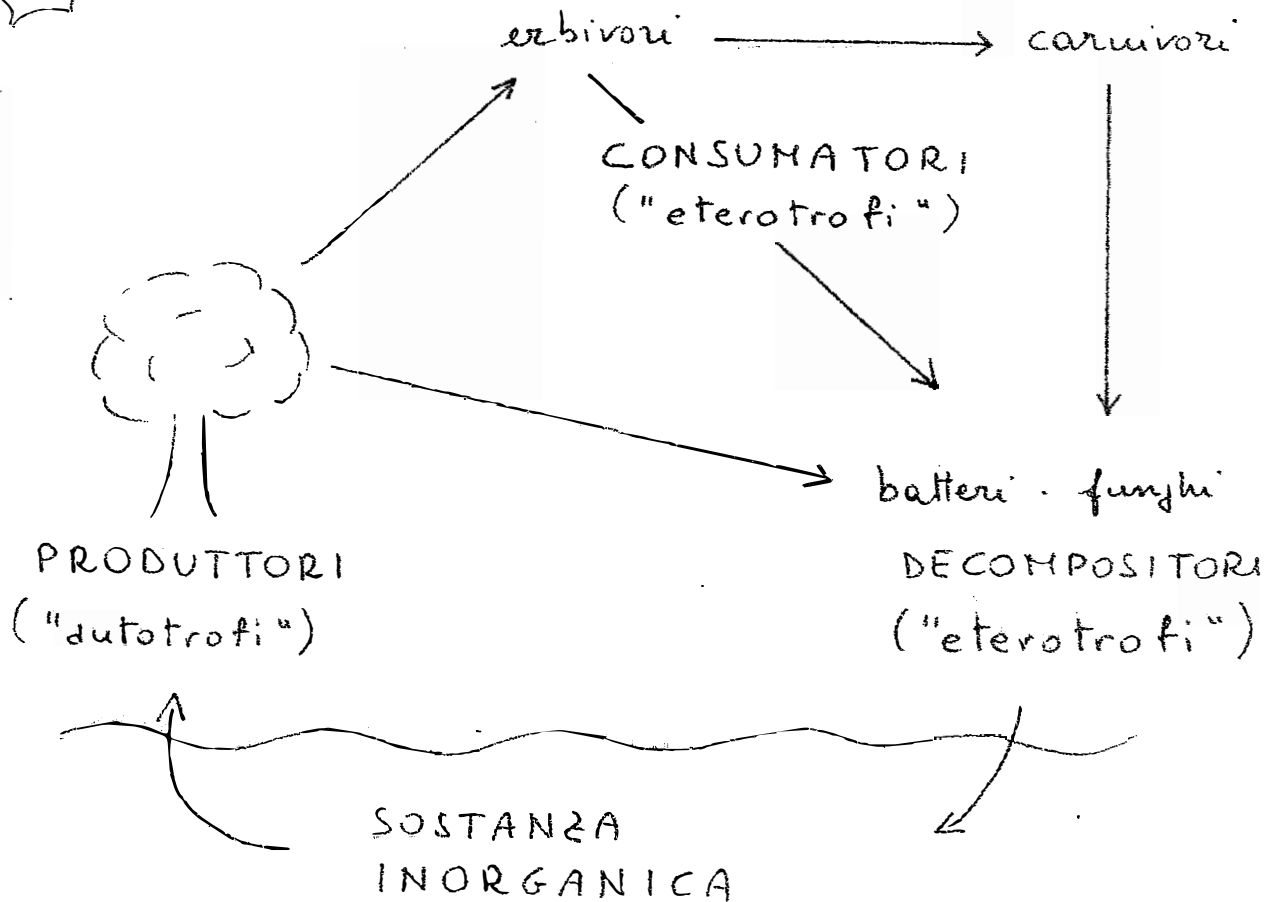 erbivori
carnivori
CONSUMATORI
("eterotrofi")
batteri . funghi
PRODUTTORI
("autotrofi")
DECOMPOSITORI
("eterotrofi")
SOSTANZA
INORGANICA